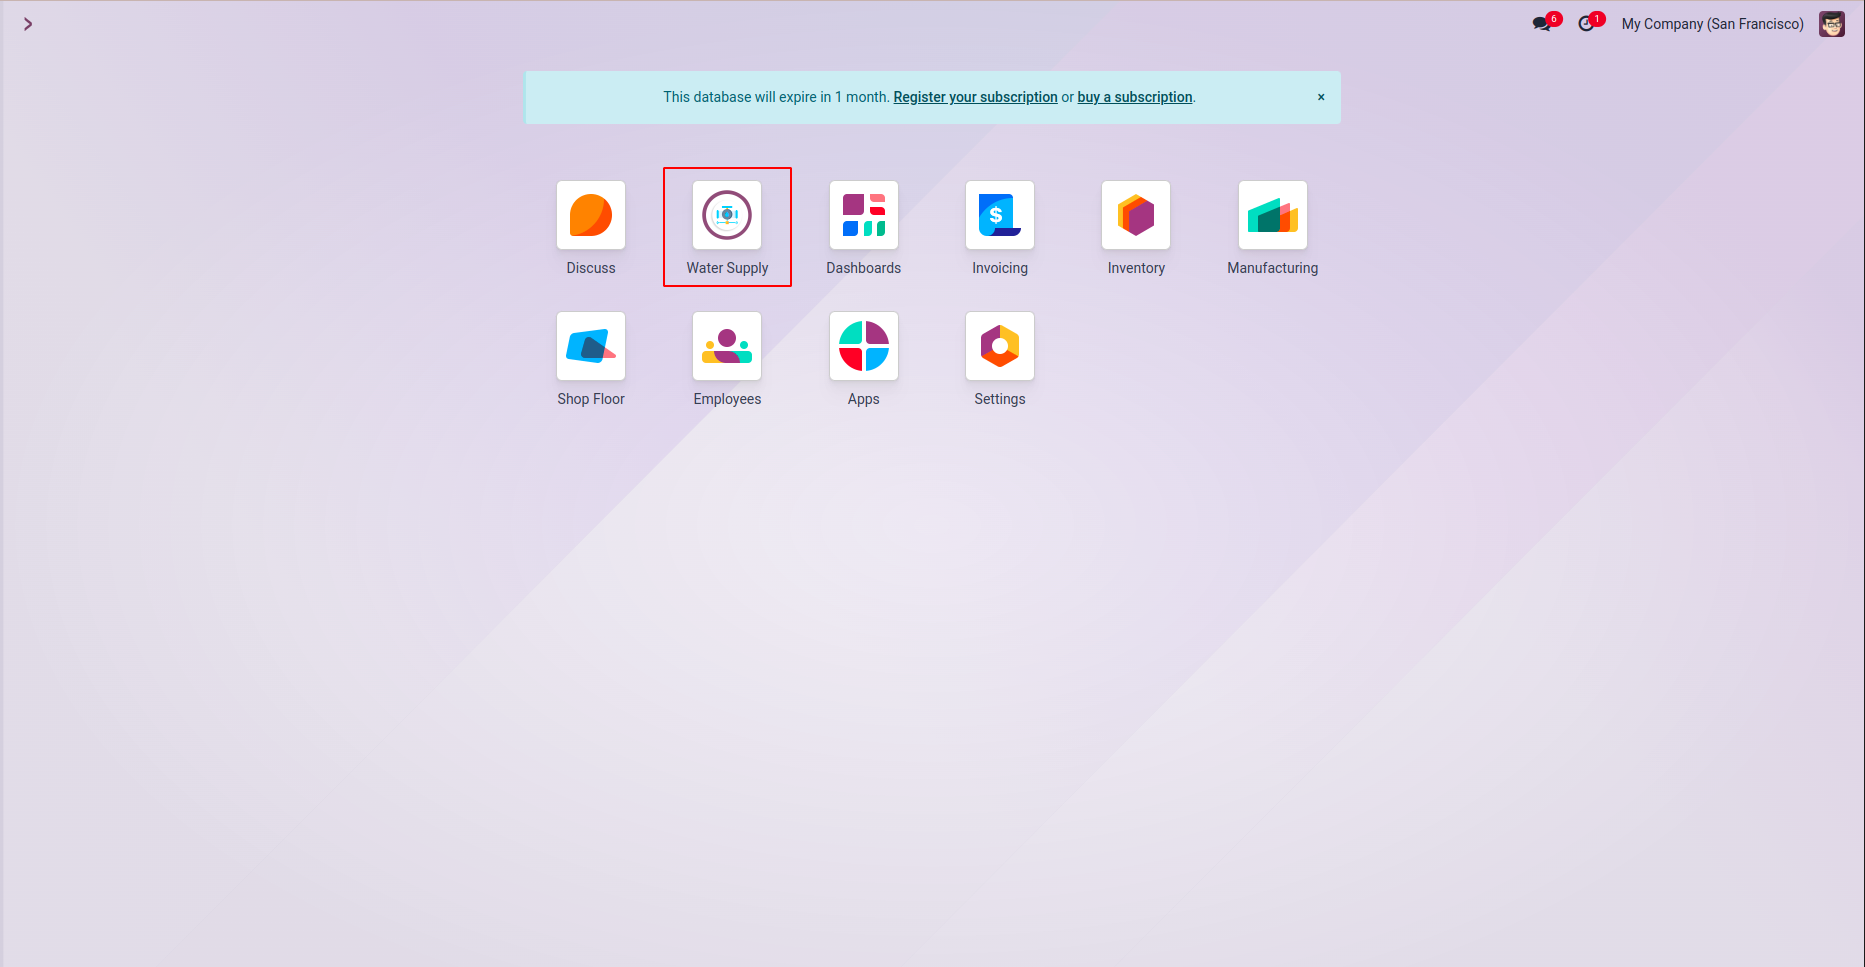 6
1
My Company (San Francisco)
This database will expire in 1 month. Register your subscription or buy a subscription.
×
Discuss
Water Supply
Dashboards
$
Invoicing
Inventory
Manufacturing
Shop Floor
Employees
Apps
Settings